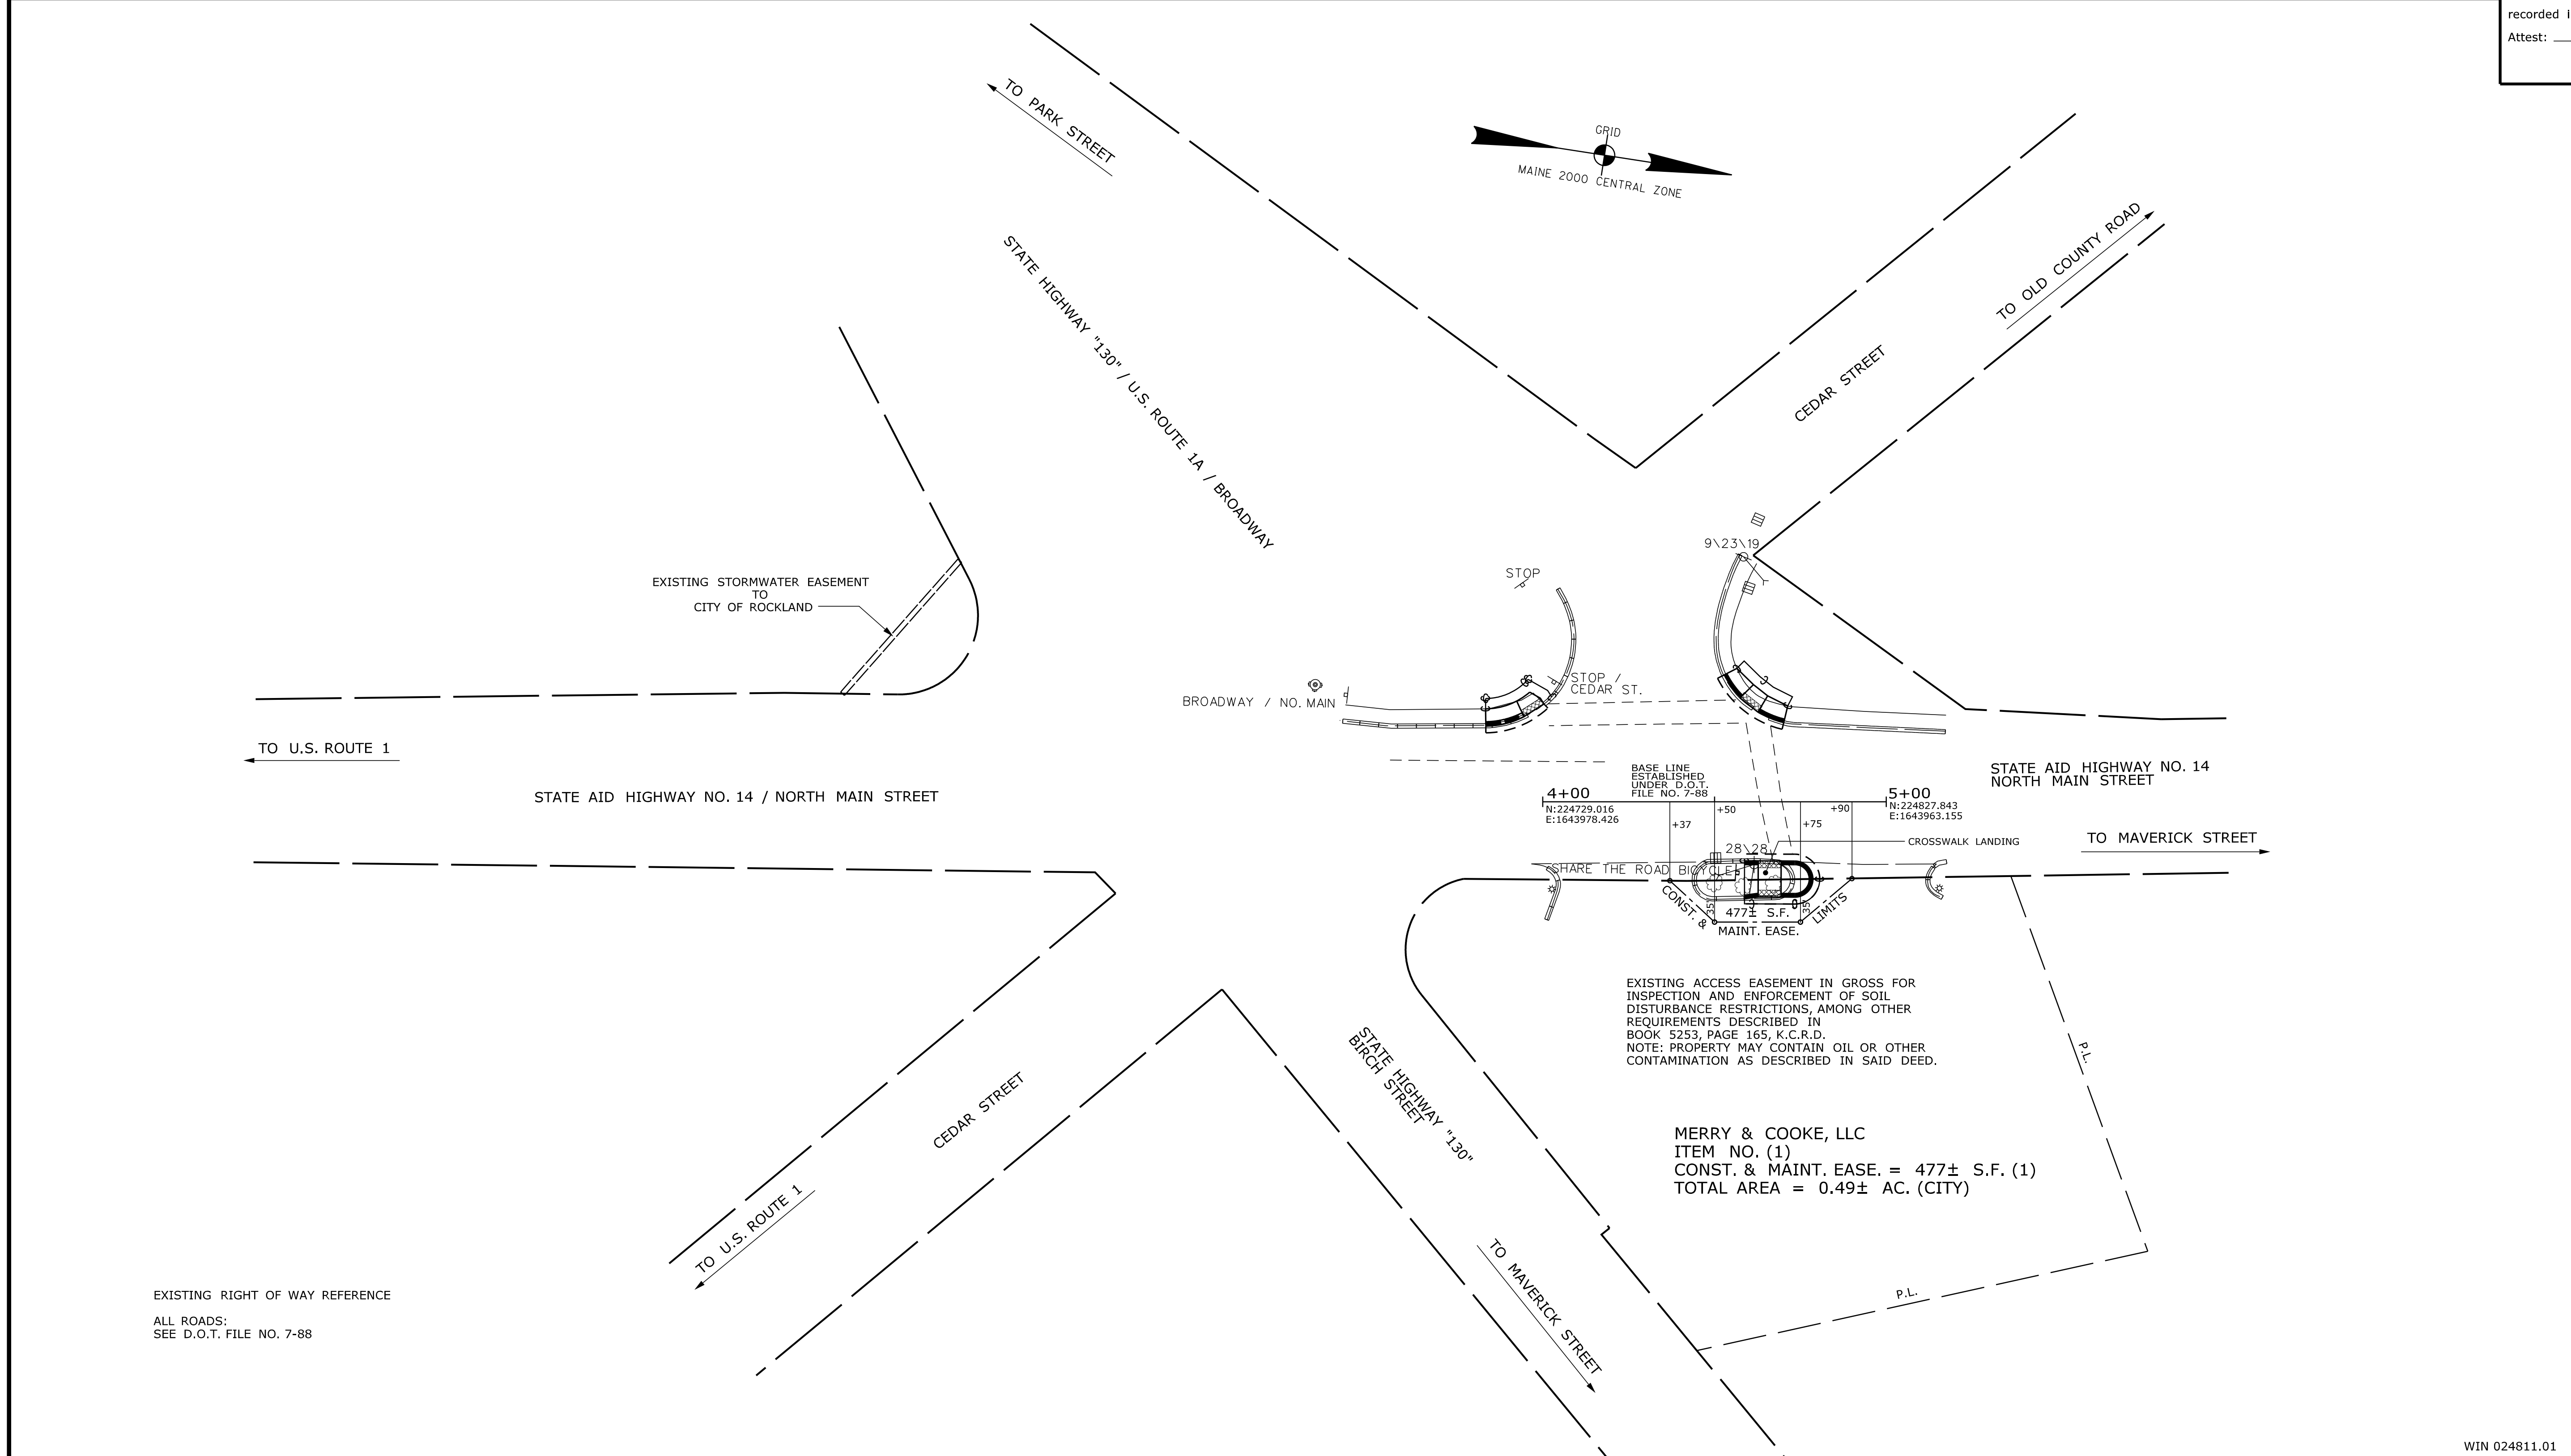 recorded i
Attest:
TO PARK STREET
GRID
MAINE 2000 CENTRAL ZONE
TO OLD COUNTY ROAD
STATE HIGHWAY "130" / U.S. ROUTE 1A / BROADWAY
CEDAR STREET
9\23\19
STOP
EXISTING STORMWATER EASEMENT
TO
CITY OF ROCKLAND
STOP /
CEDAR ST.
BROADWAY / NO. MAIN
TO U.S. ROUTE 1
STATE AID HIGHWAY NO. 14 / NORTH MAIN STREET
BASE LINE
ESTABLISHED
UNDER D.O.T.
FILE NO. 7-88
STATE AID HIGHWAY NO. 14
NORTH MAIN STREET
4+00
N:224729.016
E:1643978.426
+37
+50
+75
+90
5+00
N:224827.843
E:1643963.155
TO MAVERICK STREET
CROSSWALK LANDING
28\28
SHARE THE ROAD BICYCLE
CONST. &
35'
477± S.F.
35'
LIMITS
MAINT. EASE.
EXISTING ACCESS EASEMENT IN GROSS FOR
INSPECTION AND ENFORCEMENT OF SOIL
DISTURBANCE RESTRICTIONS, AMONG OTHER
REQUIREMENTS DESCRIBED IN
BOOK 5253, PAGE 165, K.C.R.D.
NOTE: PROPERTY MAY CONTAIN OIL OR OTHER
CONTAMINATION AS DESCRIBED IN SAID DEED.
P.L.
STATE HIGHWAY "130"
BIRCH STREET
CEDAR STREET
MERRY & COOKE, LLC
ITEM NO. (1)
CONST. & MAINT. EASE. = 477± S.F. (1)
TOTAL AREA = 0.49± AC. (CITY)
TO U.S. ROUTE 1
TO MAVERICK STREET
P.L.
EXISTING RIGHT OF WAY REFERENCE
ALL ROADS:
SEE D.O.T. FILE NO. 7-88
WIN 024811.01